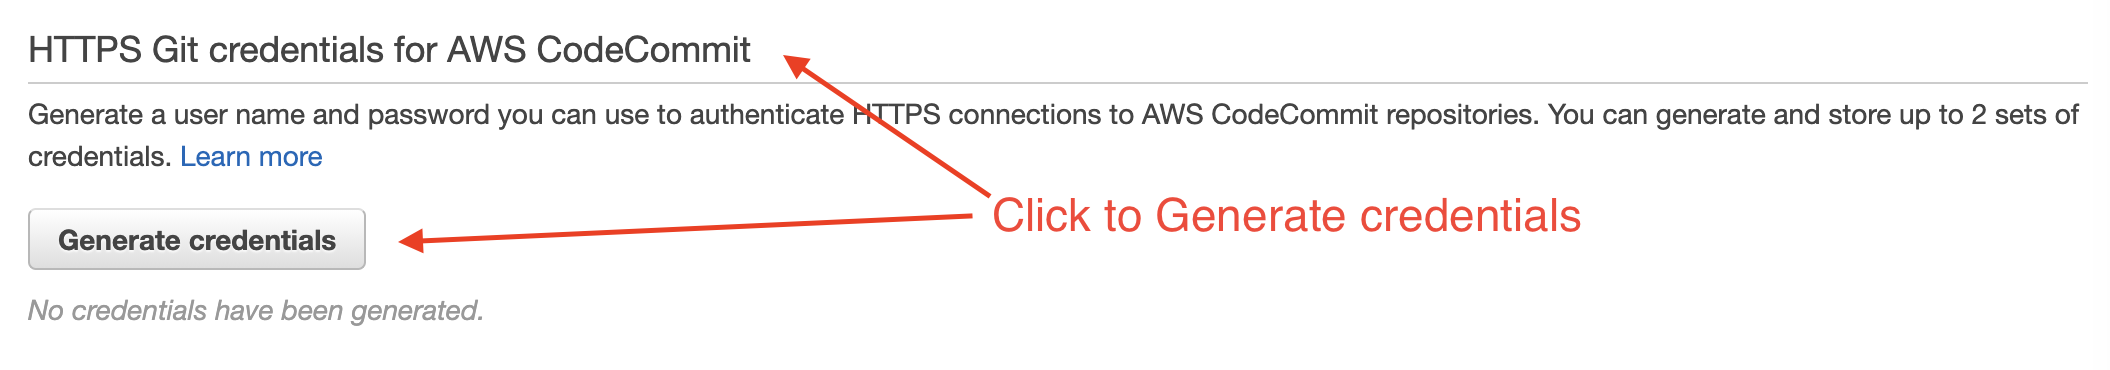 HTTPS Git credentials for AWS CodeCommit
Generate a user name and password you can use to authenticate HTTPS connections to AWS CodeCommit repositories. You can generate and store up to 2 sets of
credentials. Learn more
Click to Generate credentials
Generate credentials
No credentials have been generated.